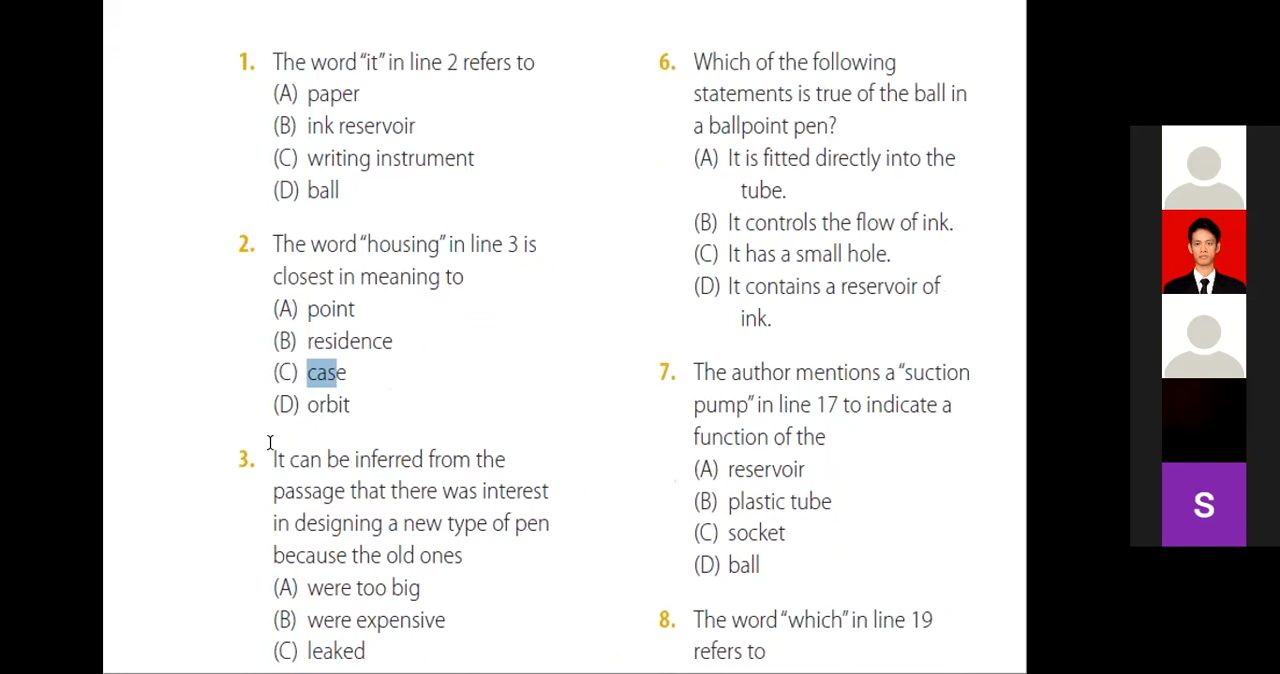 1. The word "it" in line 2 refers to
(A) paper
(B) ink reservoir
(C) writing instrument
(D) ball
2. The word "housing" in line 3 is
closest in meaning to
(A) point
(B) residence
(C) case
(D) orbit
3. It can be inferred from the
passage that there was interest
in designing a new type of pen
because the old ones
(A) were too big
(B) were expensive
(C) leaked
6. Which of the following
statements is true of the ball in
a ballpoint pen?
(A) It is fitted directly into the
tube.
(B) It controls the flow of ink.
(C) It has a small hole.
(D) It contains a reservoir of
ink.
7. The author mentions a "suction
pump" in line 17 to indicate a
function of the
(A) reservoir
(B) plastic tube
(C) socket
(D) ball
8. The word "which" in line 19
refers to
S